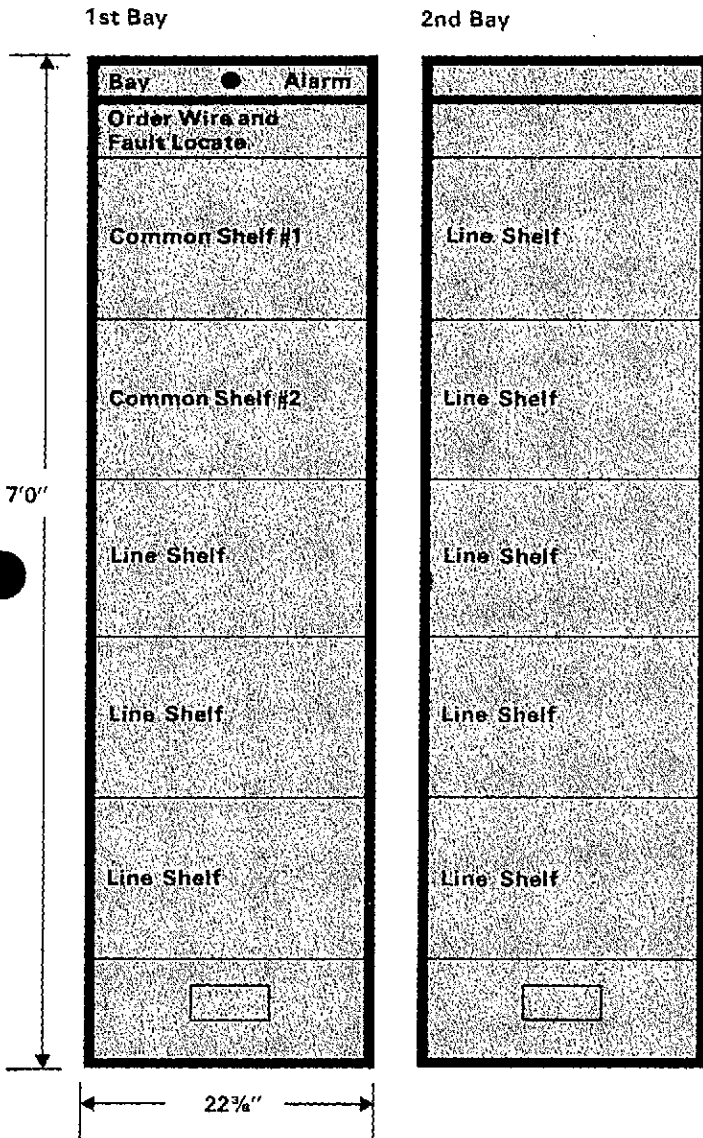 1st Bay
2nd Bay
Bay Alarm
Order Wire and
Fault Locate
Common Shelf #1
Line Shelf
Common Shelf #2
Line Shelf
7'0"
Line Shelf
Line Shelf
Line Shelf
Line Shelf
Line Shelf
Line Shelf
22⅜"